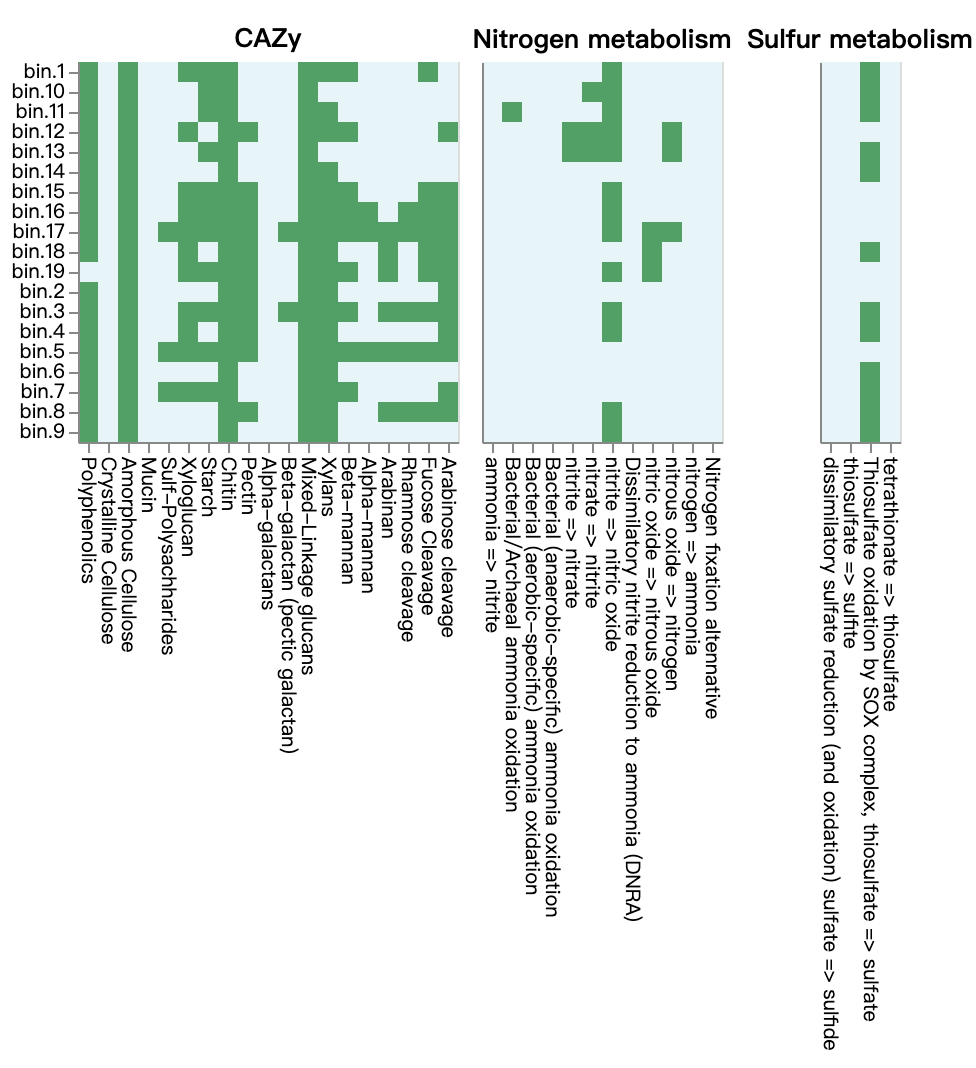 CAZy
Nitrogen metabolism
Sulfur metabolism
bin.1
bin.10
bin.11
bin.12
bin.13
bin.14
bin.15
bin.16
bin.17
bin.18
bin.19
bin.2
bin.3
bin.4
bin.5
bin.6
bin.7
bin.8
bin.9
Polyphenolics
Crystalline Cellulose
Amorphous Cellulose
Mucin
Sulf-Polysachharides
Xyloglucan
Starch
Chitin
Pectin
Alpha-galactans
Beta-galactan (pectic galactan)
Mixed-Linkage glucans
Xylans
Beta-mannan
Alpha-mannan
Arabinan
Rhamnose cleavage
Fucose Cleavage
Arabinose cleavage
ammonia => nitrite
Bacterial/Archaeal ammonia oxidation
Bacterial (aerobic-specific) ammonia oxidation
Bacterial (anaerobic-specific) ammonia oxidation
nitrite => nitrate
nitrate => nitrite
nitrite => nitric oxide
Dissimilatory nitrite reduction to ammonia (DNRA)
nitric oxide => nitrous oxide
nitrous oxide => nitrogen
nitrogen => ammonia
Nitrogen fixation altennative
dissimilatory sulfate reduction (and oxidation) sulfate => sulfide
thiosulfate => sulfite
Thiosulfate oxidation by SOX complex, thiosulfate => sulfate
tetrathionate => thiosulfate